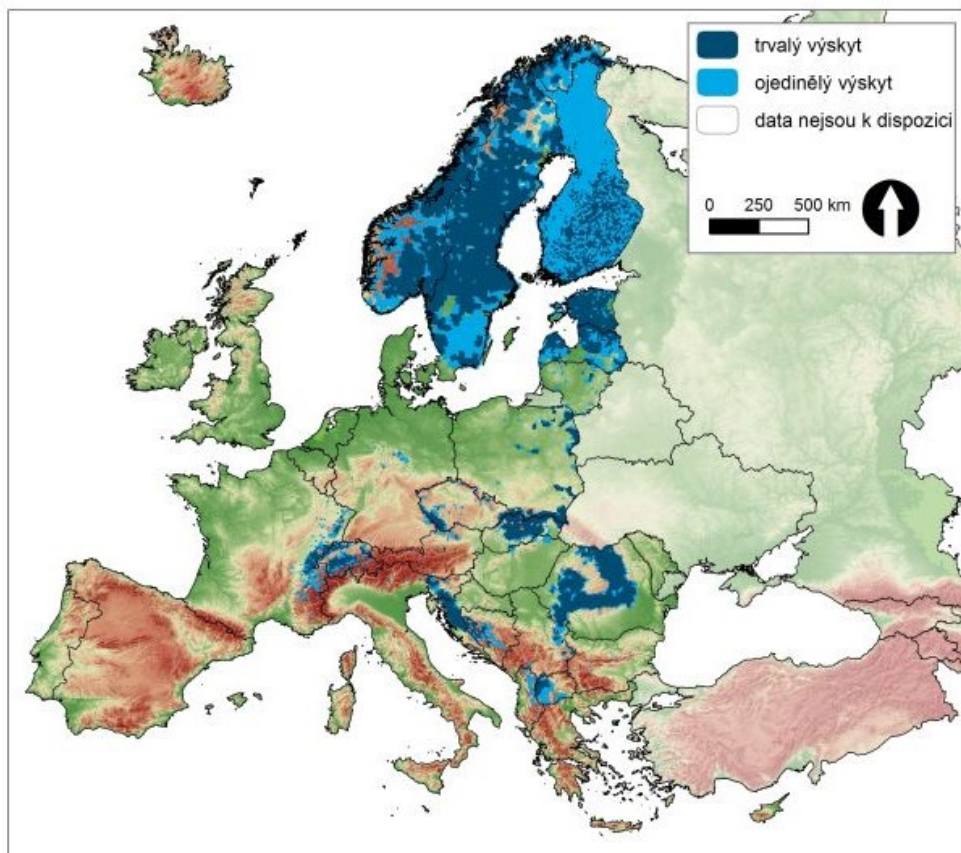 trvalý výskyt
ojedinělý výskyt
data nejsou k dispozici
0 250 500 km